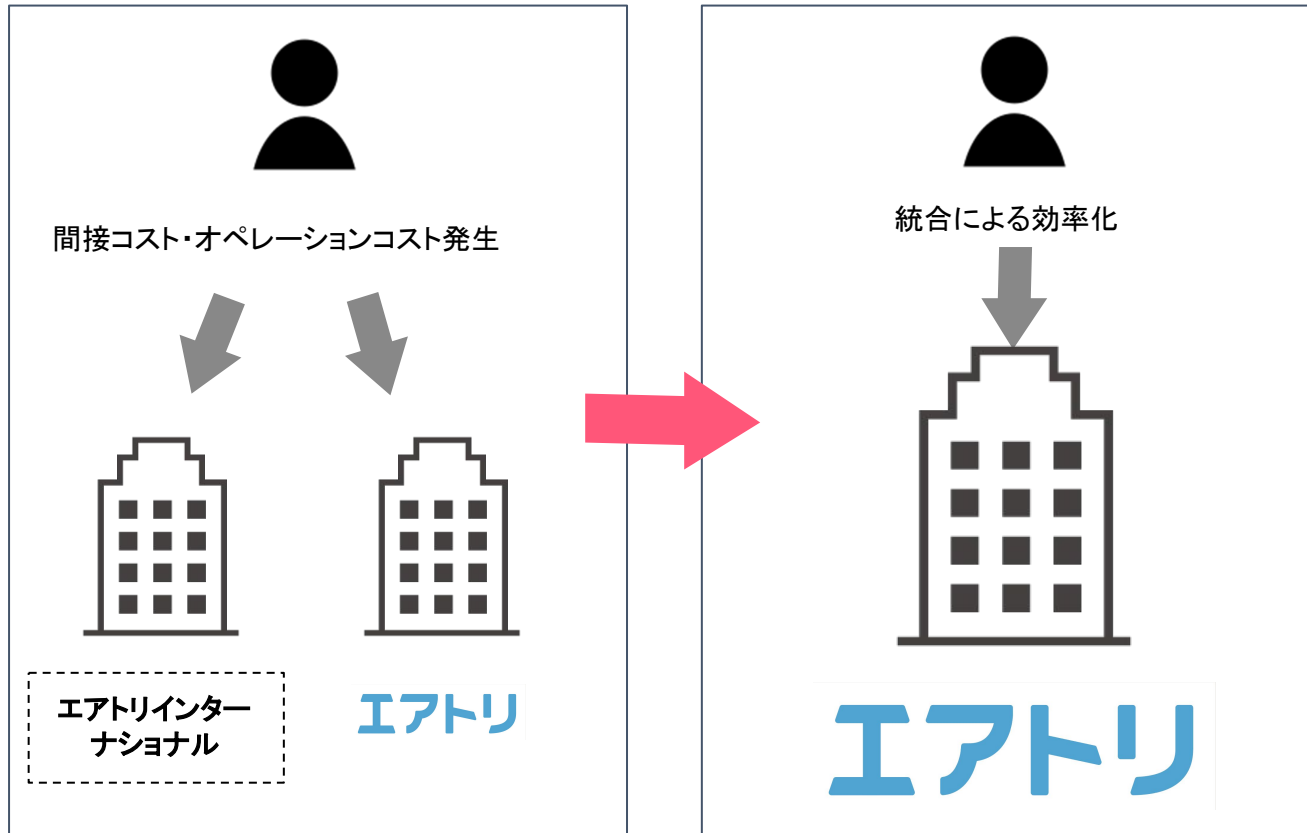 間接コスト・オペレーションコスト発生
エアトリインター
ナショナル
エアトリ
統合による効率化
エアトリ